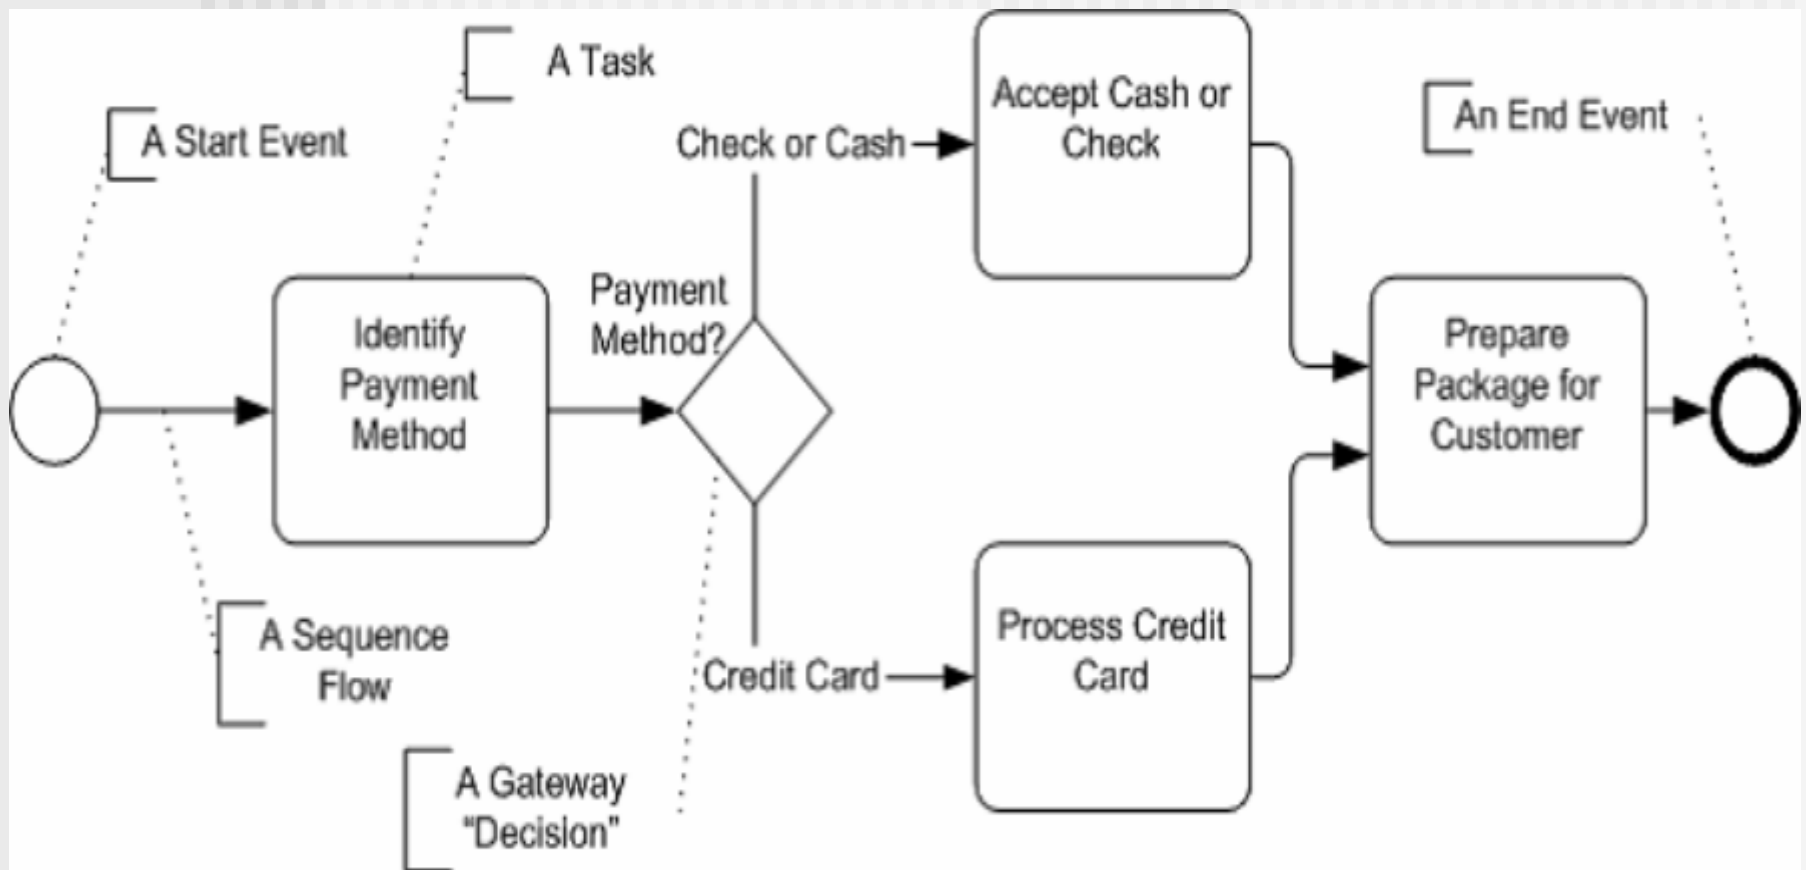 A Task
A Start Event
Accept Cash or
Check
An End Event
Check or Cash
Payment
Method?
Identify
Payment
Method
Prepare
Package for
Customer
A Sequence
Flow
Credit Card
Process Credit
Card
A Gateway
“Decision”